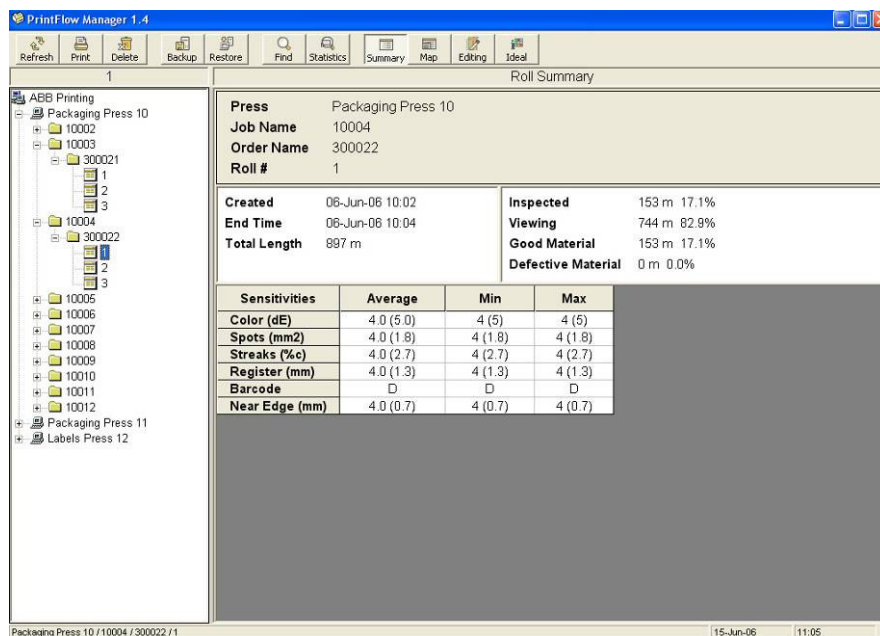 PrintFlow Manager 1.4
Refresh Print Delete Backup Restore Find Statistics Summary Map Editing Ideal
1 Roll Summary
ABB Printing
Packaging Press 10
10002
10003
300021
1
2
3
10004
300022
1
2
3
10005
10006
10007
10008
10009
10010
10011
10012
Packaging Press 11
Labels Press 12
Press Packaging Press 10
Job Name 10004
Order Name 300022
Roll # 1
Created 06-Jun-06 10:02
End Time 06-Jun-06 10:04
Total Length 897 m
Inspected 153 m 17.1%
Viewing 744 m 82.9%
Good Material 153 m 17.1%
Defective Material 0 m 0.0%
Sensitivities Average Min Max
Color (dE) 4.0 (5.0) 4 (5) 4 (5)
Spots (mm2) 4.0 (1.8) 4 (1.8) 4 (1.8)
Streaks (%c) 4.0 (2.7) 4 (2.7) 4 (2.7)
Register (mm) 4.0 (1.3) 4 (1.3) 4 (1.3)
Barcode D D D
Near Edge (mm) 4.0 (0.7) 4 (0.7) 4 (0.7)
Packaging Press 10 / 10004 / 300022 / 1 15-Jun-06 11:05